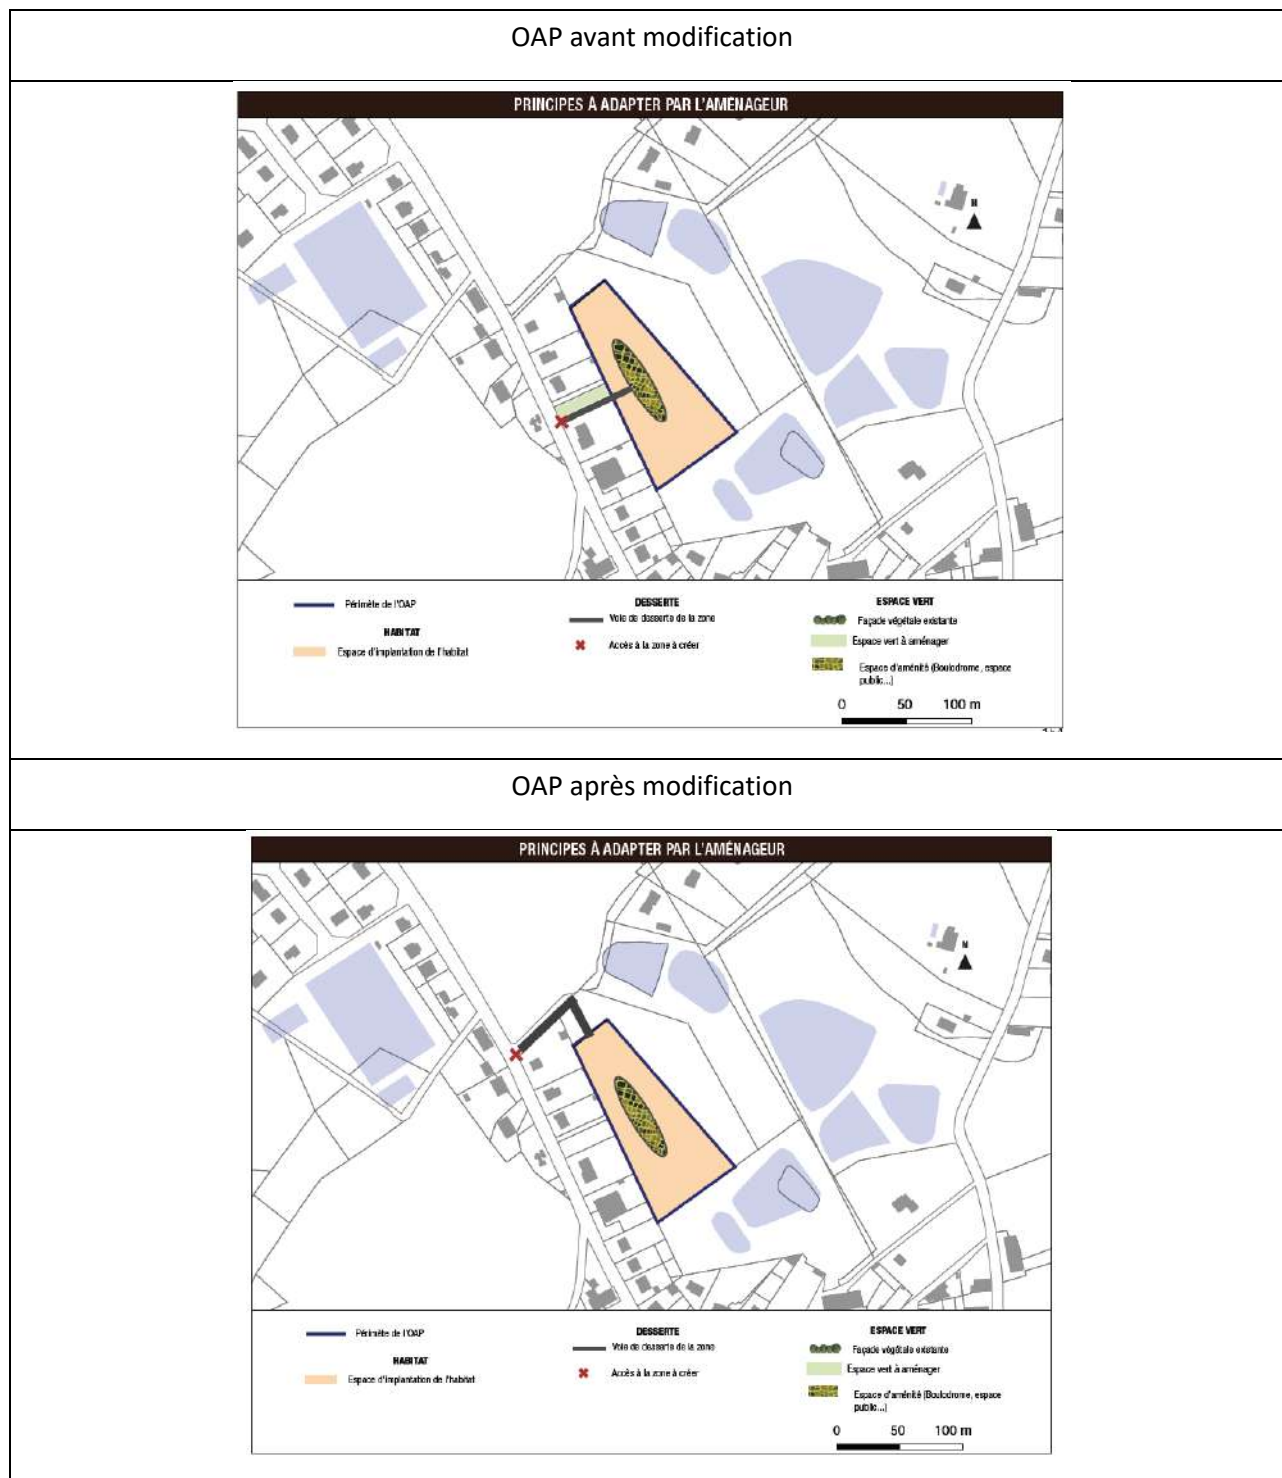 OAP avant modification
PRINCIPES À ADAPTER PAR L'AMÉNAGEUR
N
Périmète de l'OAP
HABITAT
Espace d'implantation de l'habitat
DESSERTE
Voie de desserte de la zone
Accès à la zone à créer
ESPACE VERT
Façade végétale existante
Espace vert à aménager
Espace d'aménité (Boulodrome, espace
public...)
0 50 100 m
OAP après modification
PRINCIPES À ADAPTER PAR L'AMÉNAGEUR
N
Périmète de l'OAP
HABITAT
Espace d'implantation de l'habitat
DESSERTE
Voie de desserte de la zone
Accès à la zone à créer
ESPACE VERT
Façade végétale existante
Espace vert à aménager
Espace d'aménité (Boulodrome, espace
public...)
0 50 100 m